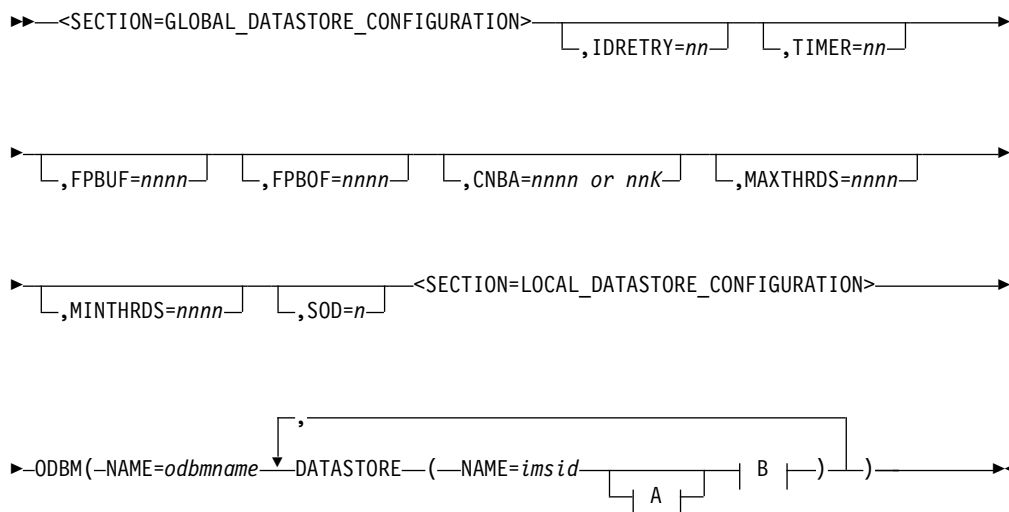 <SECTION=GLOBAL_DATASTORE_CONFIGURATION>
,IDRETRY=nn ,TIMER=nn
,FPBUF=nnnn ,FPBOF=nnnn ,CNBA=nnnn or nnK ,MAXTHRDS=nnnn
<SECTION=LOCAL_DATASTORE_CONFIGURATION>
,MINTHRDS=nnnn ,SOD=n
,
ODBM( NAME=odbmname DATASTORE ( NAME=imsid B ) )
A